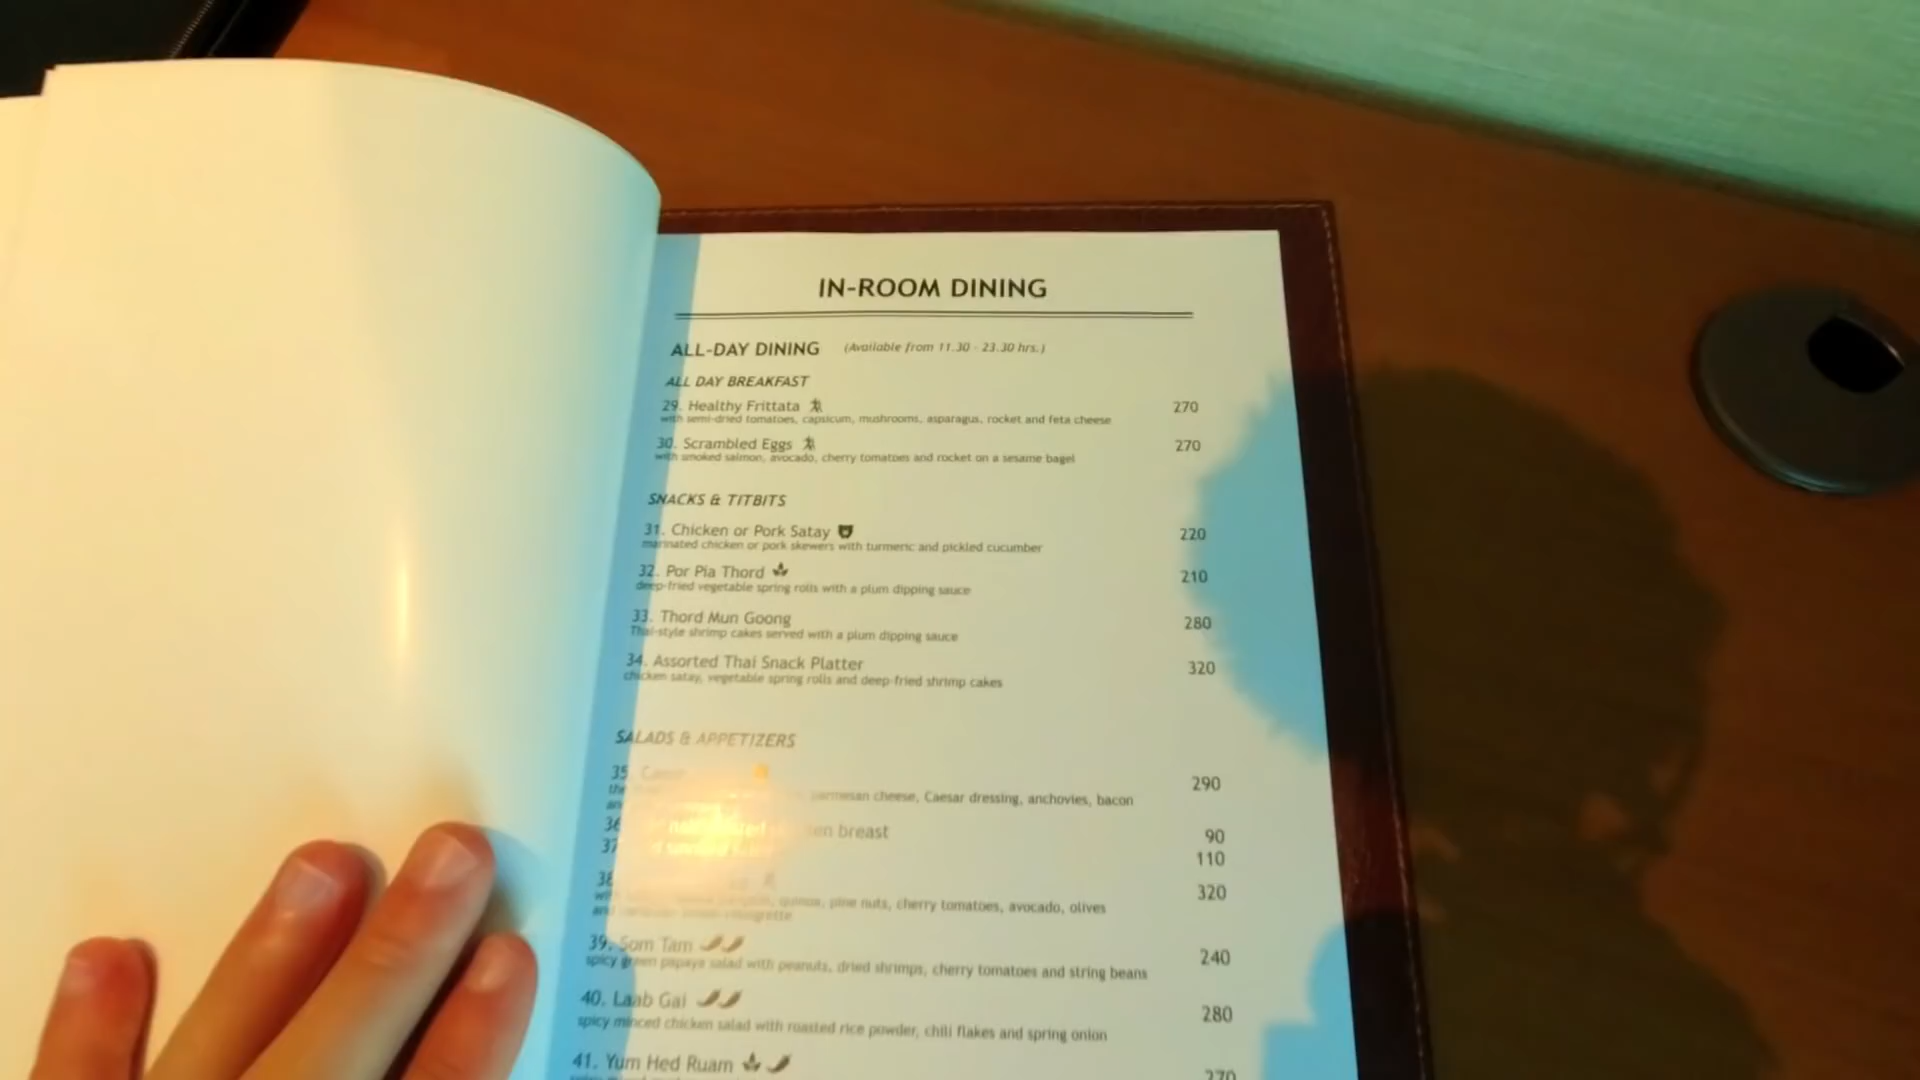 IN-ROOM DINING
ALL-DAY DINING (Available from 11.30 - 23.30 hrs.)
ALL DAY BREAKFAST
29. Healthy Frittata 270
with semi-dried tomatoes, capsicum, mushrooms, asparagus, rocket and feta cheese
30. Scrambled Eggs 270
with smoked salmon, avocado, cherry tomatoes and rocket on a sesame bagel
SNACKS & TITBITS
31. Chicken or Pork Satay 220
marinated chicken or pork skewers with turmeric and pickled cucumber
32. Por Pia Thord 210
deep-fried vegetable spring rolls with a plum dipping sauce
33. Thord Mun Goong 280
Thai-style shrimp cakes served with a plum dipping sauce
34. Assorted Thai Snack Platter 320
chicken satay, vegetable spring rolls and deep-fried shrimp cakes
SALADS & APPETIZERS
35. 290
parmesan cheese, Caesar dressing, anchovies, bacon
36 breast 90
37 110
38 320
quinoa, pine nuts, cherry tomatoes, avocado, olives
and
39. Som Tam 240
spicy green papaya salad with peanuts, dried shrimps, cherry tomatoes and string beans
40. Laab Gai 280
spicy minced chicken salad with roasted rice powder, chili flakes and spring onion
41. Yum Hed Ruam 270